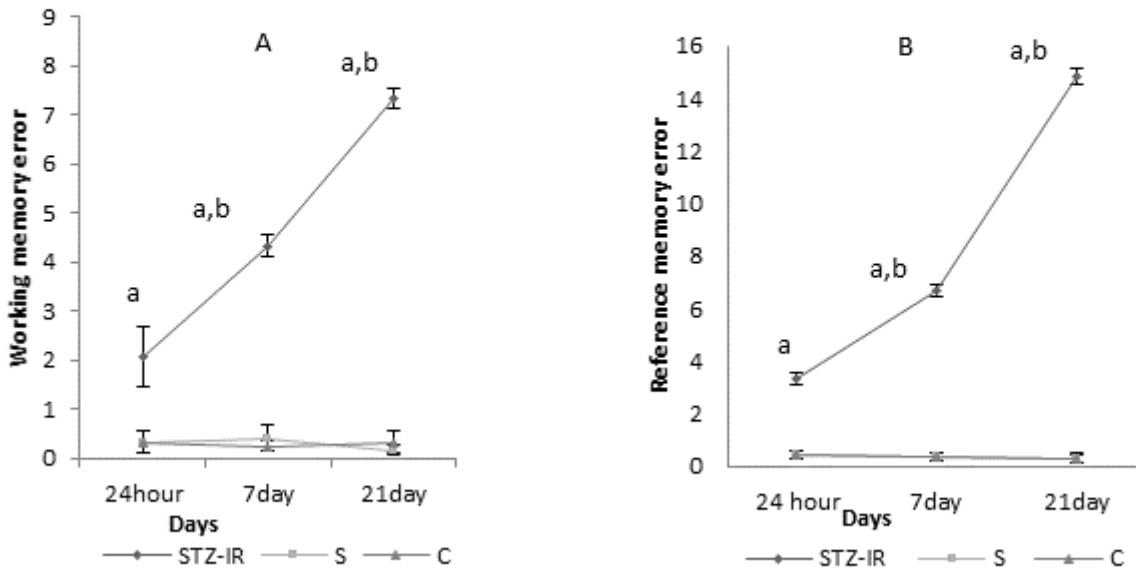 A
Working memory error
9
8
7
6
5
4
3
2
1
0
a
a,b
a,b
24hour 7day 21day
Days
STZ-IR S C
B
Reference memory error
16
14
12
10
8
6
4
2
0
a
a,b
a,b
24 hour 7day 21day
Days
STZ-IR S C